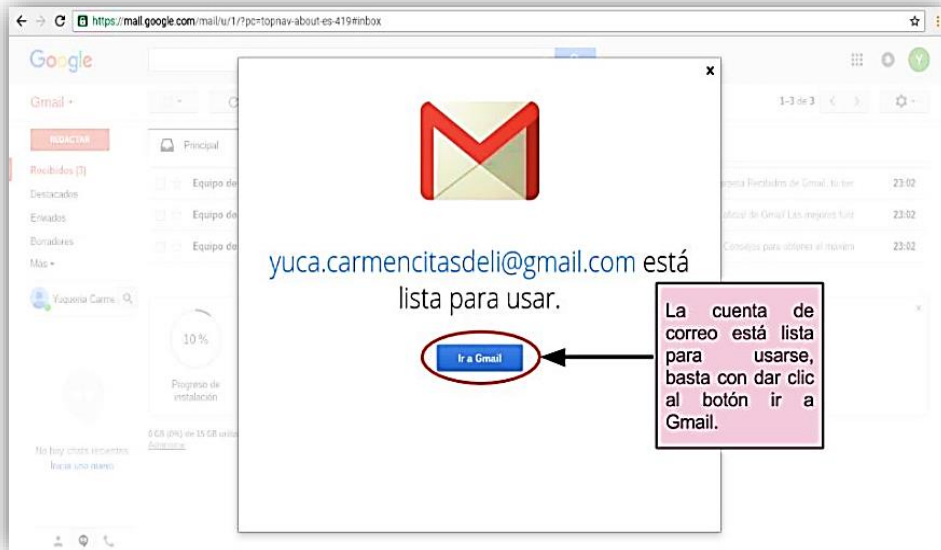 https://mail.google.com/mail/u/1/?pc=topnav-about-es-419#inbox
Google
Y
Gmail
1-3 de 3
REDACTAR
Principal
Recibidos (3)
Destacados
Enviados
Borradores
Más
Equipo de
23:02
Equipo de
23:02
Equipo de
23:02
x
yuca.carmencitasdeli@gmail.com está
lista para usar.
Ir a Gmail
La cuenta de
correo está lista
para usarse,
basta con dar clic
al botón ir a
Gmail.
10 %
Progreso de
instalación
No hay chats recientes
Iniciar uno nuevo